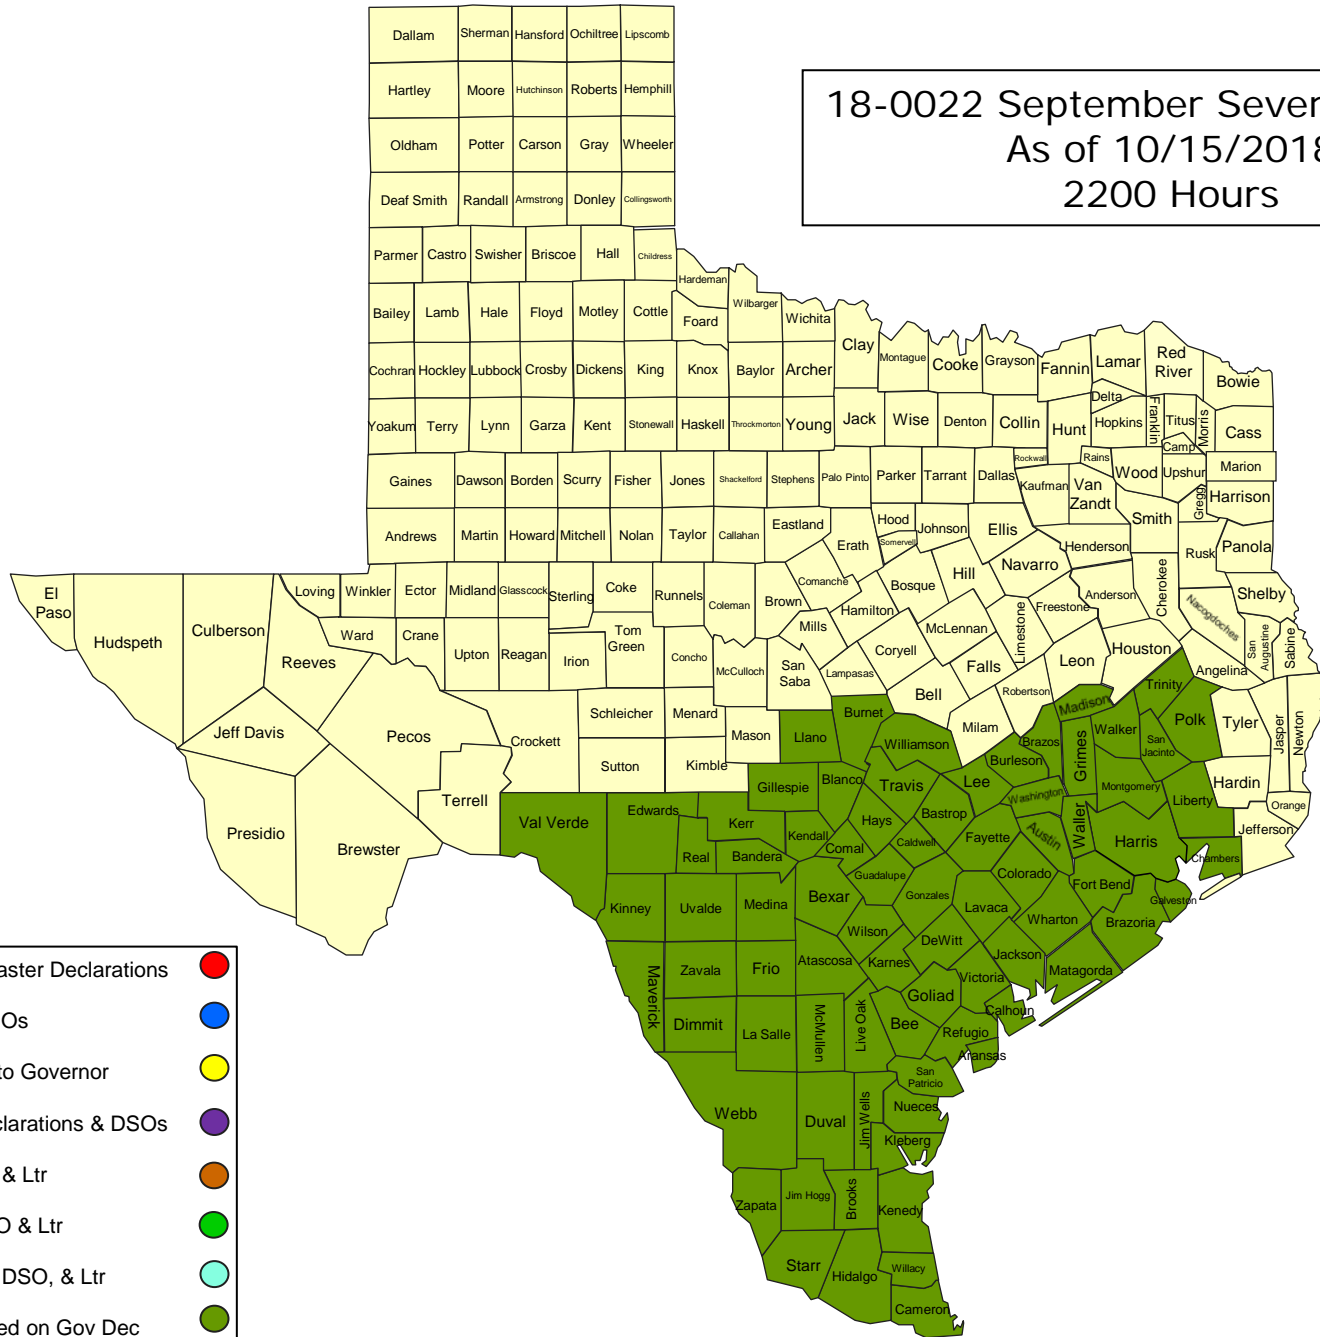 Dallam Sherman Hansford Ochiltree Lipscomb
Hartley Moore Hutchinson Roberts Hemphill
18-0022 September Sever
As of 10/15/2018
2200 Hours
Oldham Potter Carson Gray Wheeler
Deaf Smith Randall Armstrong Donley Collingsworth
Parmer Castro Swisher Briscoe Hall Childress
Hardeman
Bailey Lamb Hale Floyd Motley Cottle Foard Wilbarger Wichita
Clay Montague Cooke Grayson Fannin Lamar Red
River Bowie
Cochran Hockley Lubbock Crosby Dickens King Knox Baylor Archer
Delta
Yoakum Terry Lynn Garza Kent Stonewall Haskell Throckmorton Young Jack Wise Denton Collin Hunt Hopkins Franklin Titus Morris Cass
Camp
Gaines Dawson Borden Scurry Fisher Jones Shackelford Stephens Palo Pinto Parker Tarrant Dallas Rockwall Kaufman Rains Van
Zandt Wood Upshur Marion
Gregg Harrison
Andrews Martin Howard Mitchell Nolan Taylor Callahan Eastland Erath Hood Somervell Johnson Ellis Henderson Smith Rusk Panola
El
Paso Hudspeth Culberson Loving Winkler Ector Midland Glasscock Sterling Coke Runnels Coleman Brown Comanche Hamilton Bosque Hill Navarro Freestone Anderson Cherokee Nacogdoches Shelby
Reeves Ward Crane Upton Reagan Irion Tom
Green Concho McCulloch San
Saba Mills Lampasas Coryell McLennan Limestone Falls Leon Houston Angelina San
Augustine Sabine
Bell Robertson Madison Trinity
Jeff Davis Pecos Crockett Schleicher Menard Mason Llano Burnet Williamson Milam Brazos Grimes Walker San
Jacinto Polk Tyler Jasper Newton
Sutton Kimble Gillespie Blanco Travis Lee Burleson Washington Montgomery Liberty Hardin Orange
Presidio Brewster Terrell Val Verde Edwards Kerr Kendall Hays Bastrop Fayette Austin Waller Harris Jefferson
Real Bandera Comal Caldwell Chambers
Kinney Uvalde Medina Bexar Guadalupe Gonzales Lavaca Colorado Fort Bend Galveston
Wharton Brazoria
Maverick Zavala Frio Atascosa Wilson Karnes DeWitt Jackson Matagorda
Dimmit La Salle McMullen Live Oak Bee Goliad Victoria Calhoun
Refugio Aransas
San
Patricio
Webb Duval Jim Wells Nueces
Kleberg
Zapata Jim Hogg Brooks Kenedy
Starr Hidalgo Willacy
Cameron
aster Declarations
Os
to Governor
clarations & DSOs
& Ltr
O & Ltr
DSO, & Ltr
ed on Gov Dec